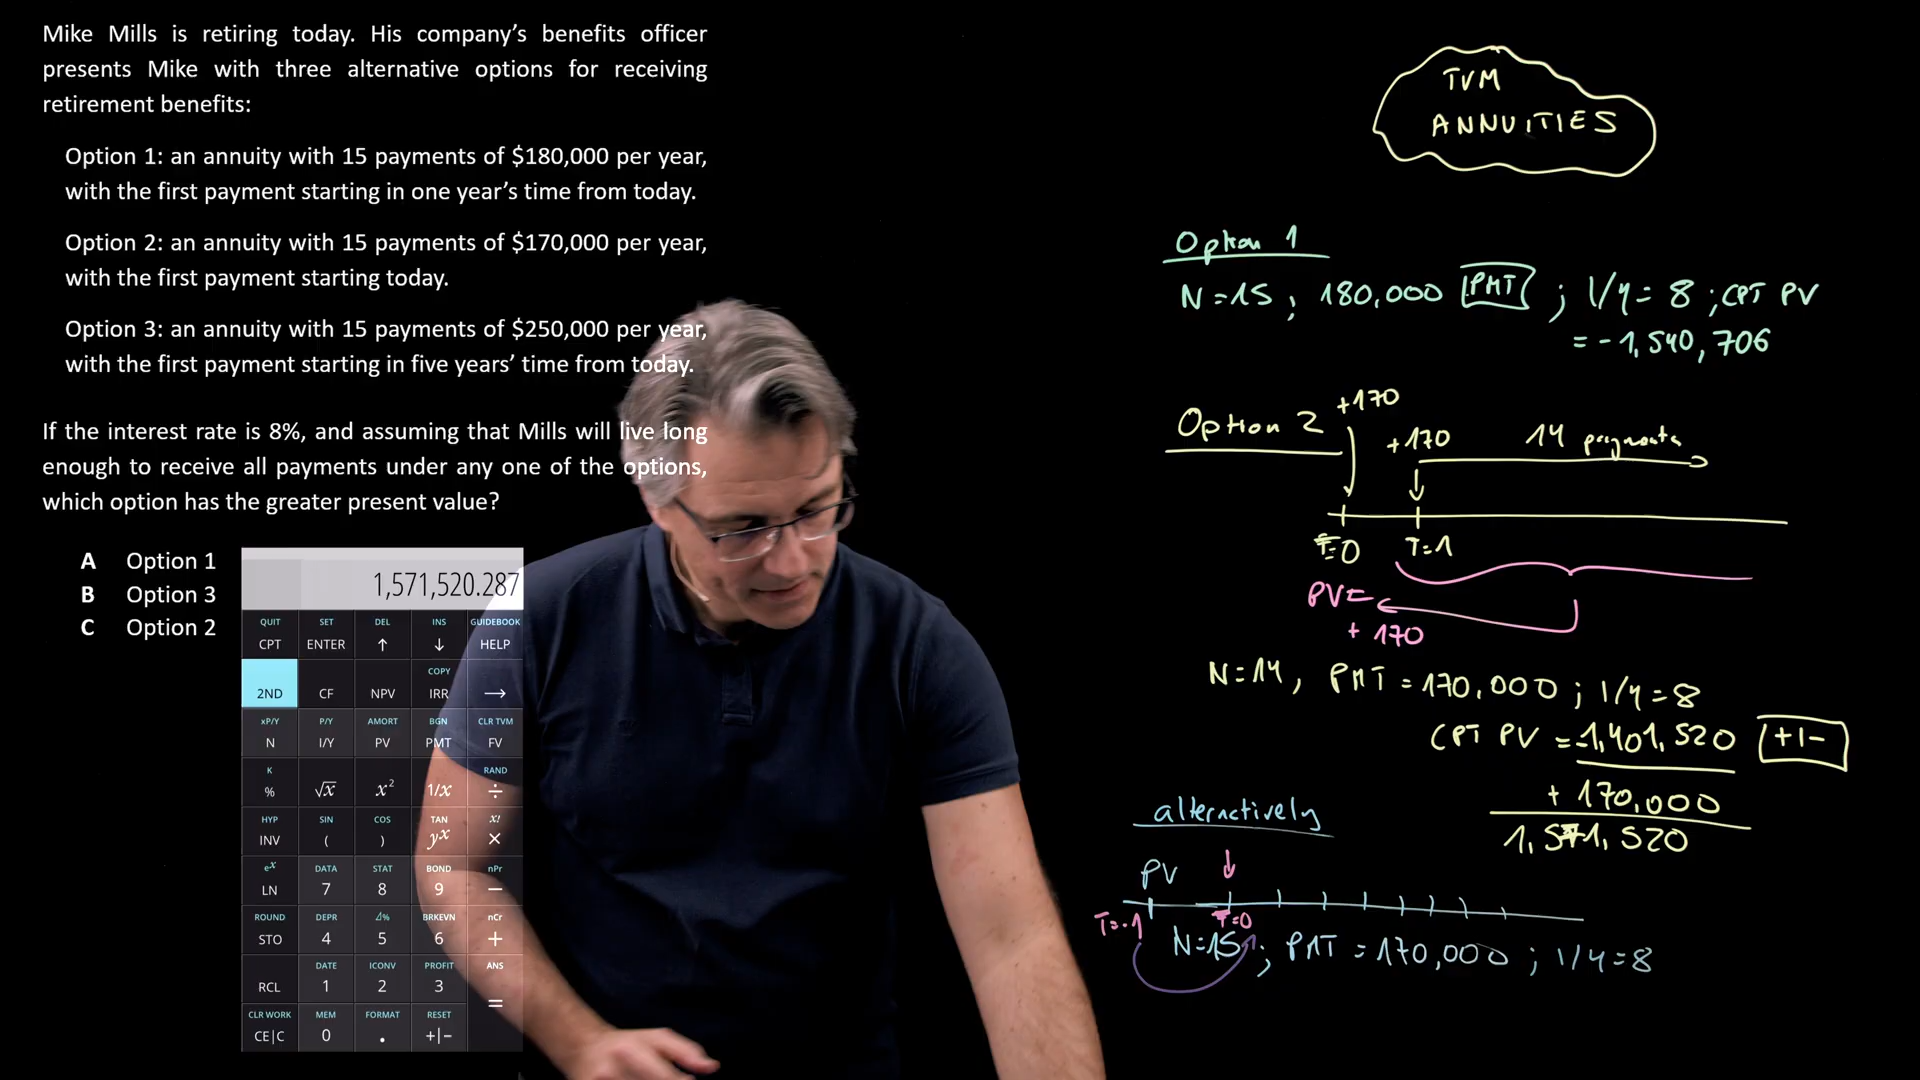 Mike Mills is retiring today. His company’s benefits officer
presents Mike with three alternative options for receiving
retirement benefits:
Option 1: an annuity with 15 payments of $180,000 per year,
with the first payment starting in one year’s time from today.
Option 2: an annuity with 15 payments of $170,000 per year,
with the first payment starting today.
Option 3: an annuity with 15 payments of $250,000 per year,
with the first payment starting in five years’ time from today.
If the interest rate is 8%, and assuming that Mills will live long
enough to receive all payments under any one of the options,
which option has the greater present value?
A Option 1
B Option 3
C Option 2
1,571,520.287
QUIT SET DEL INS GUIDEBOOK
CPT ENTER ↑ ↓ HELP
COPY
2ND CF NPV IRR →
xP/Y P/Y AMORT BGN CLR TVM
N I/Y PV PMT FV
K RAND
% √x x² 1/x ÷
HYP SIN COS TAN x!
INV ( ) yˣ ×
eˣ DATA STAT BOND nPr
LN 7 8 9 −
ROUND DEPR Δ% BRKEVN nCr
STO 4 5 6 +
DATE ICONV PROFIT ANS
RCL 1 2 3 =
CLR WORK MEM FORMAT RESET
CE|C 0 . +|−
TVM
ANNUITIES
Option 1
N=15; 180,000 PMT; I/Y=8; CPT PV
= -1,540,706
Option 2
+170
+170 14 payments
T=0 T=1
PV=
+ 170
N=14, PMT = 170,000; I/Y=8
CPT PV = -1,401,520 +|−
+ 170,000
1,571,520
alternatively
PV
T=-1 T=0
N=15; PMT = 170,000; I/Y=8